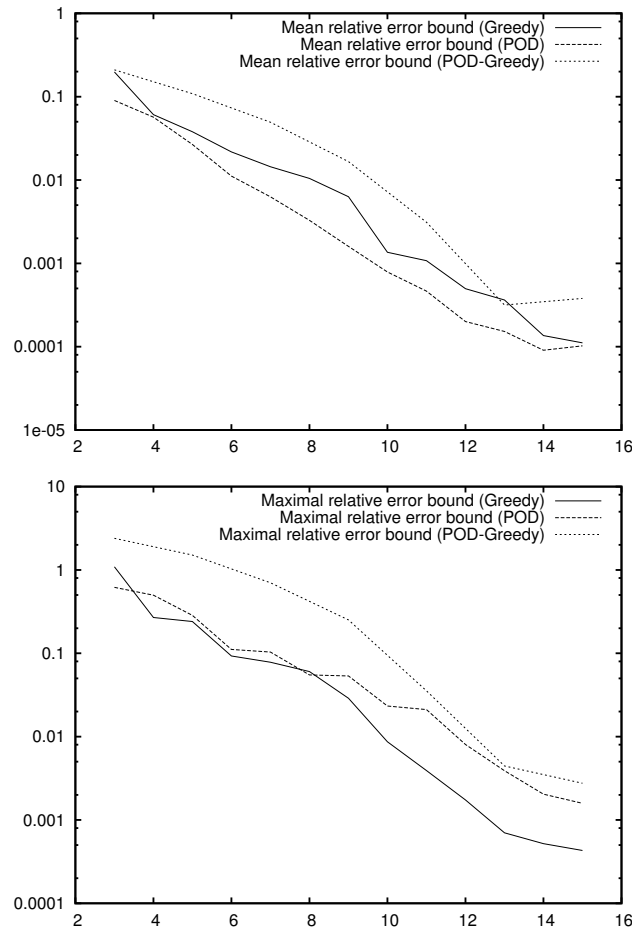 1
0.1
0.01
0.001
0.0001
1e-05
2 4 6 8 10 12 14 16
Mean relative error bound (Greedy)
Mean relative error bound (POD)
Mean relative error bound (POD-Greedy)
10
1
0.1
0.01
0.001
0.0001
2 4 6 8 10 12 14 16
Maximal relative error bound (Greedy)
Maximal relative error bound (POD)
Maximal relative error bound (POD-Greedy)